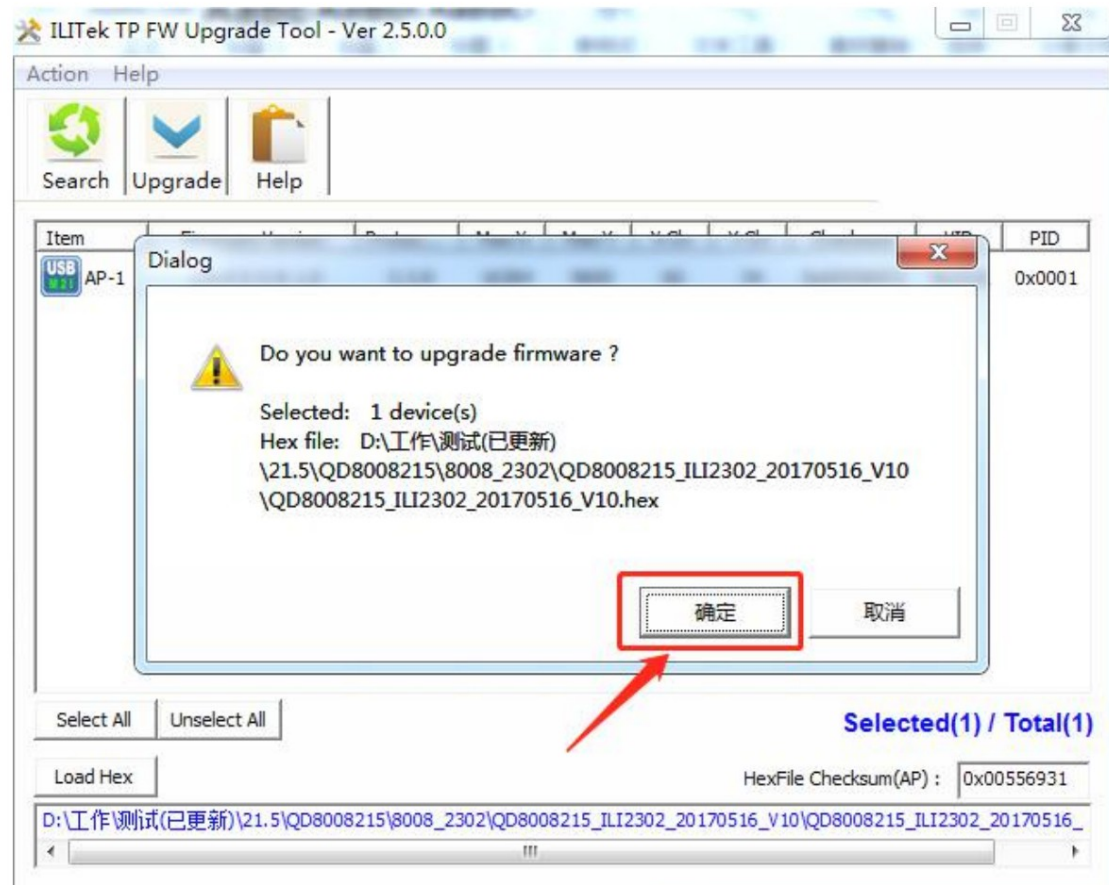 ILITek TP FW Upgrade Tool - Ver 2.5.0.0
Action Help
Search Upgrade Help
Item VID PID
USB AP-1 0x0001
Dialog
Do you want to upgrade firmware ?
Selected: 1 device(s)
Hex file: D:\工作\测试(已更新)
\21.5\QD8008215\8008_2302\QD8008215_ILI2302_20170516_V10
\QD8008215_ILI2302_20170516_V10.hex
确定 取消
Select All Unselect All Selected(1) / Total(1)
Load Hex HexFile Checksum(AP) : 0x00556931
D:\工作\测试(已更新)\21.5\QD8008215\8008_2302\QD8008215_ILI2302_20170516_V10\QD8008215_ILI2302_20170516_